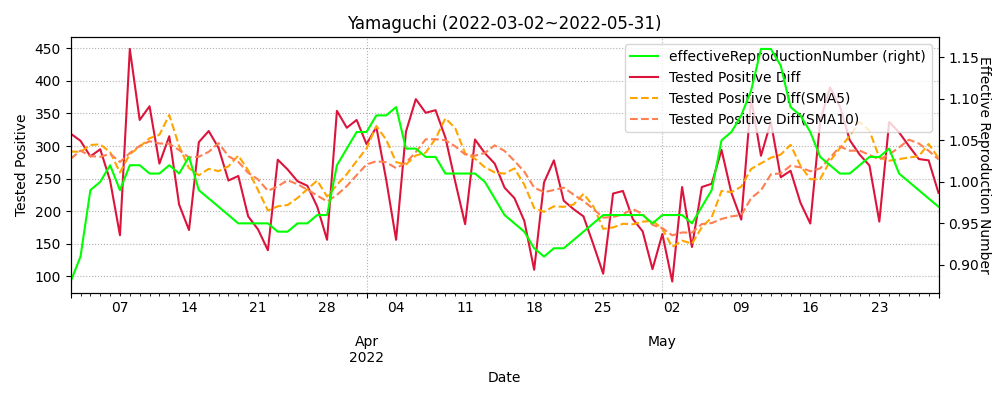 Yamaguchi (2022-03-02~2022-05-31)
effectiveReproductionNumber (right)
Tested Positive Diff
Tested Positive Diff(SMA5)
Tested Positive Diff(SMA10)
Tested Positive
450
400
350
300
250
200
150
100
1.15
1.10
1.05
1.00
0.95
0.90
Effective Reproduction Number
07 14 21 28 04 11 18 25 02 09 16 23
Apr May
2022
Date